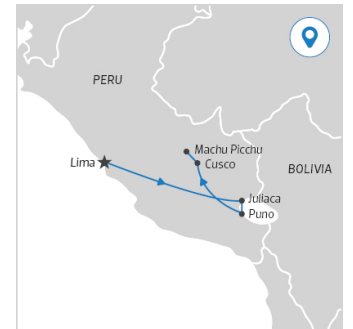 PERU
Machu Picchu
Lima
Cusco
BOLIVIA
Juliaca
Puno